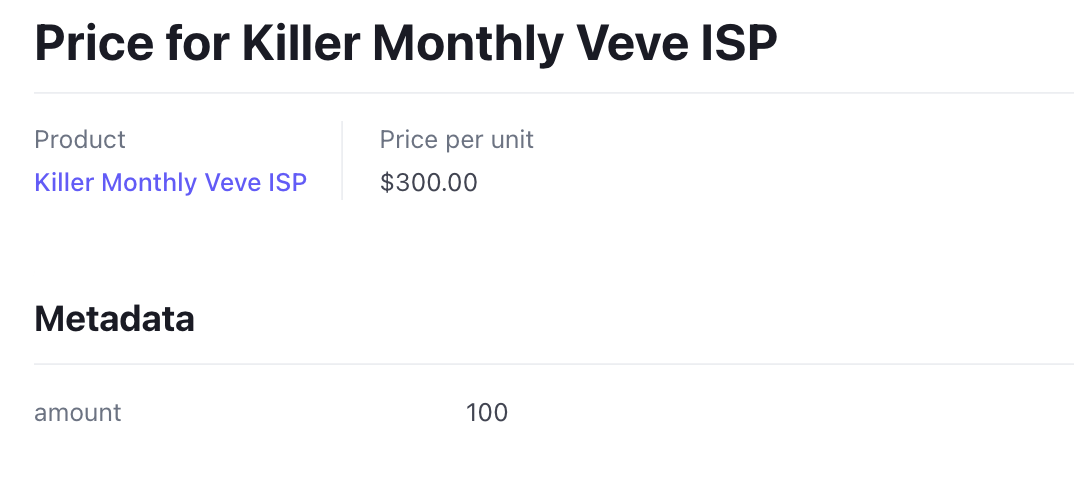 Price for Killer Monthly Veve ISP
Product
Price per unit
Killer Monthly Veve ISP
$300.00
Metadata
amount
100